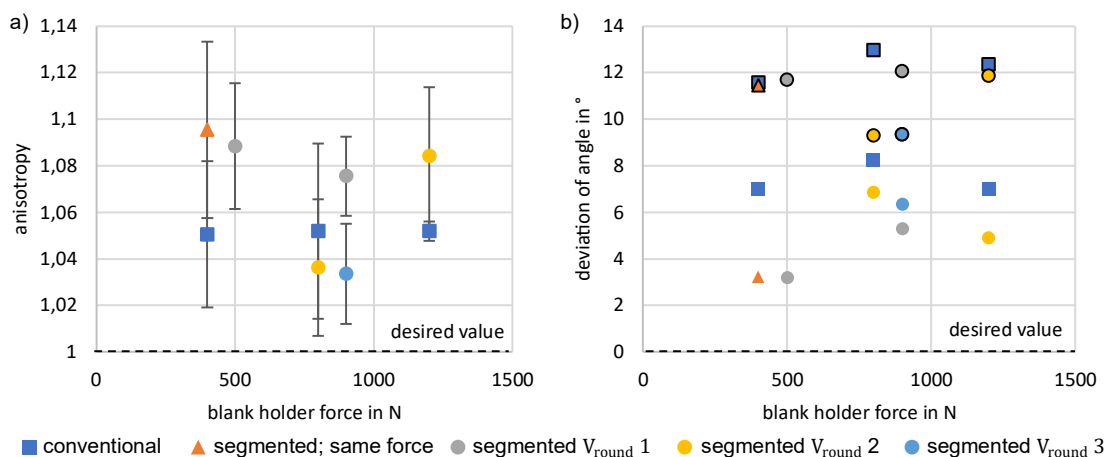 a)
1,14
1,12
1,1
1,08
1,06
1,04
1,02
1
anisotropy
desired value
0 500 1000 1500
blank holder force in N
b)
14
12
10
8
6
4
2
0
deviation of angle in °
desired value
0 500 1000 1500
blank holder force in N
conventional segmented; same force segmented Vround 1 segmented Vround 2 segmented Vround 3